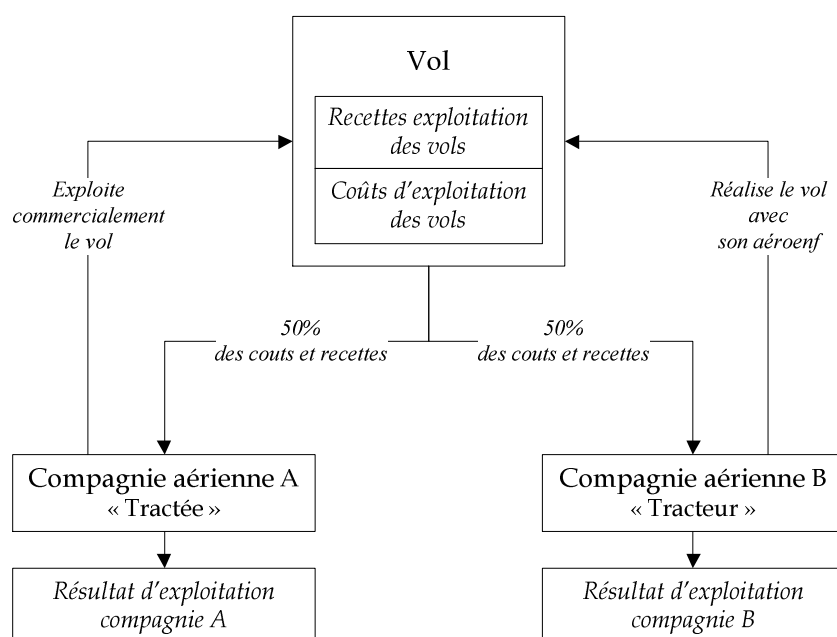 Vol
Recettes exploitation
des vols
Coûts d'exploitation
des vols
Exploite
commercialement
le vol
Réalise le vol
avec
son aéroenf
50%
des couts et recettes
50%
des couts et recettes
Compagnie aérienne A
« Tractée »
Compagnie aérienne B
« Tracteur »
Résultat d'exploitation
compagnie A
Résultat d'exploitation
compagnie B